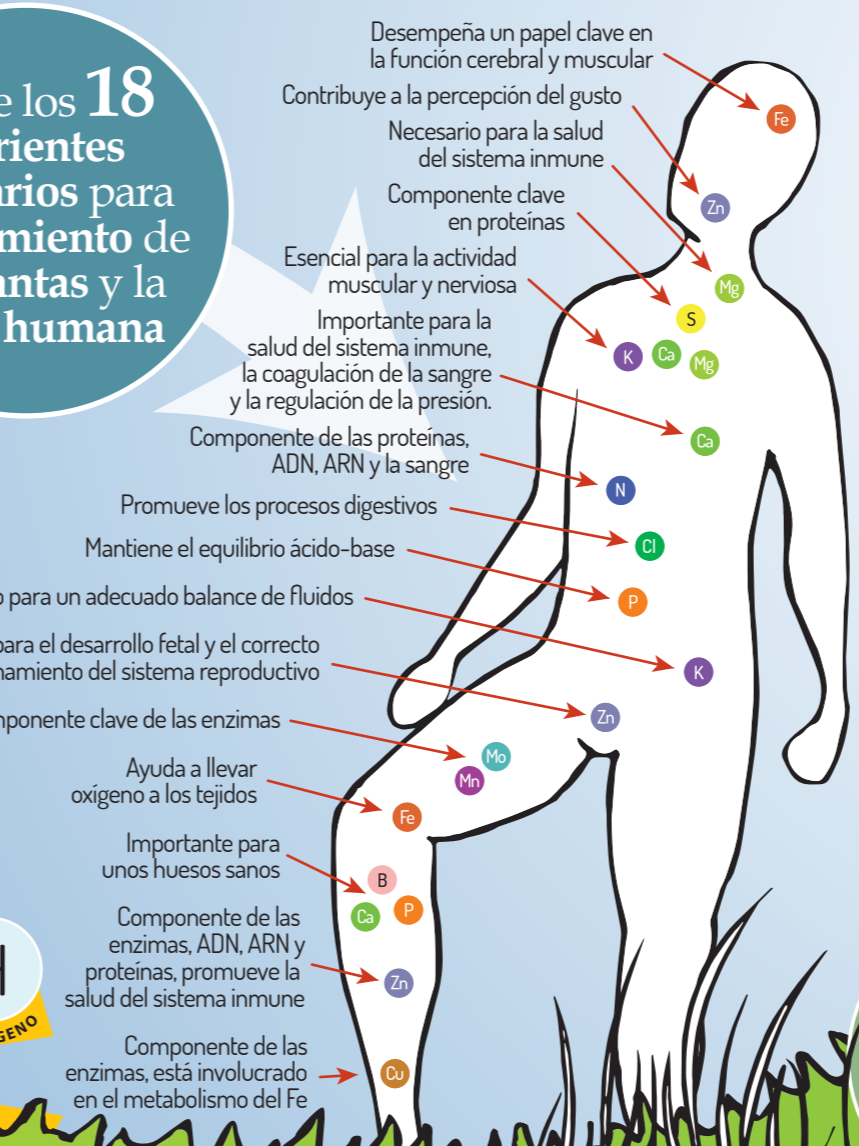 e los 18
rientes
arios para
miento de
antas y la
humana
Desempeña un papel clave en
la función cerebral y muscular
Fe
Contribuye a la percepción del gusto
Zn
Necesario para la salud
del sistema inmune
Mg
Componente clave
en proteínas
S
Esencial para la actividad
muscular y nerviosa
K Ca Mg
Importante para la
salud del sistema inmune,
la coagulación de la sangre
y la regulación de la presión.
Ca
Componente de las proteínas,
ADN, ARN y la sangre
N
Promueve los procesos digestivos
Cl
Mantiene el equilibrio ácido-base
P
o para un adecuado balance de fluidos
K
para el desarrollo fetal y el correcto
namiento del sistema reproductivo
Zn
mponente clave de las enzimas
Mo
Mn
Ayuda a llevar
oxígeno a los tejidos
Fe
Importante para
unos huesos sanos
B
Ca P
Componente de las
enzimas, ADN, ARN y
proteínas, promueve la
salud del sistema inmune
Zn
Componente de las
enzimas, está involucrado
en el metabolismo del Fe
Cu
H
GENO